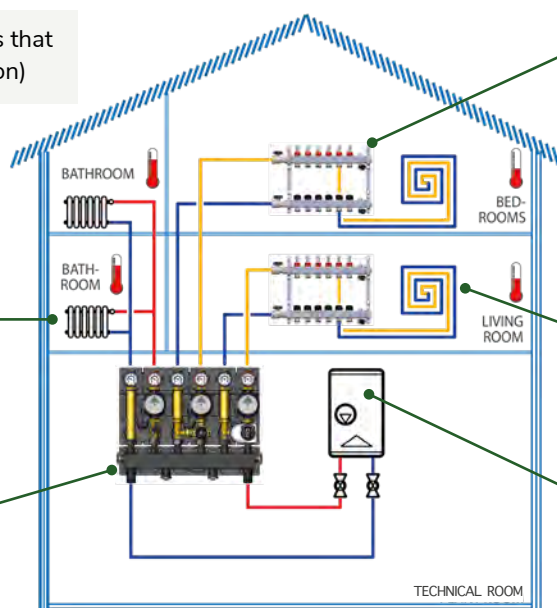 s that
on)
BATHROOM
BED-
ROOMS
BATH-
ROOM
LIVING
ROOM
TECHNICAL ROOM